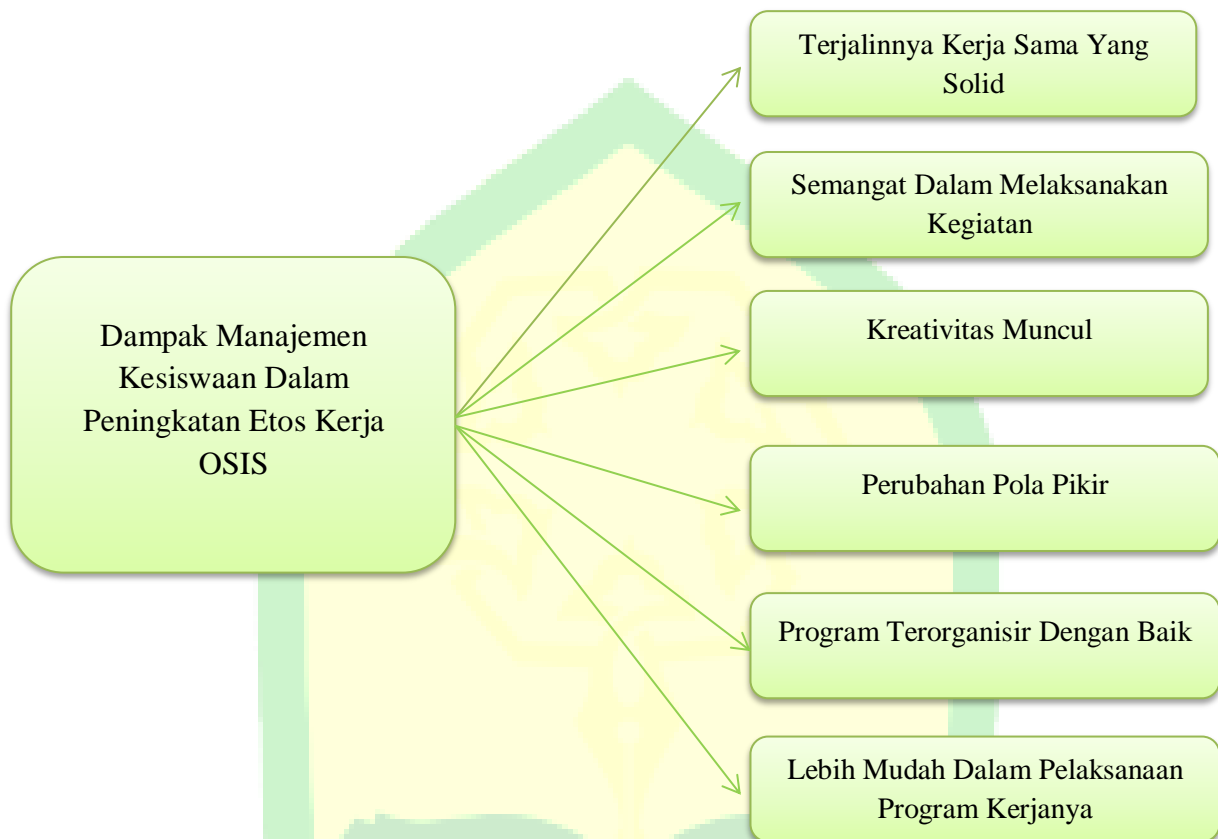 Terjalinnya Kerja Sama Yang
Solid
Semangat Dalam Melaksanakan
Kegiatan
Dampak Manajemen
Kesiswaan Dalam
Peningkatan Etos Kerja
OSIS
Kreativitas Muncul
Perubahan Pola Pikir
Program Terorganisir Dengan Baik
Lebih Mudah Dalam Pelaksanaan
Program Kerjanya